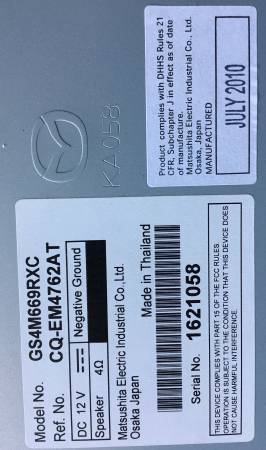 Product complies with DHHS Rules 21
CFR, Subchapter J in effect as of date
of manufacture.
Matsushita Electric Industrial Co., Ltd.
Osaka, Japan
MANUFACTURED
JULY 2010
KA058
Model No. GS4M669RXC
Ref. No. CQ-EM4762AT
DC 12 V Negative Ground
Speaker 4Ω
Matsushita Electric Industrial Co.,Ltd.
Osaka Japan
Made in Thailand
Serial No. 1621058
THIS DEVICE COMPLIES WITH PART 15 OF THE FCC RULES.
OPERATION IS SUBJECT TO THE CONDITION THAT THIS DEVICE DOES
NOT CAUSE HARMFUL INTERFERENCE.